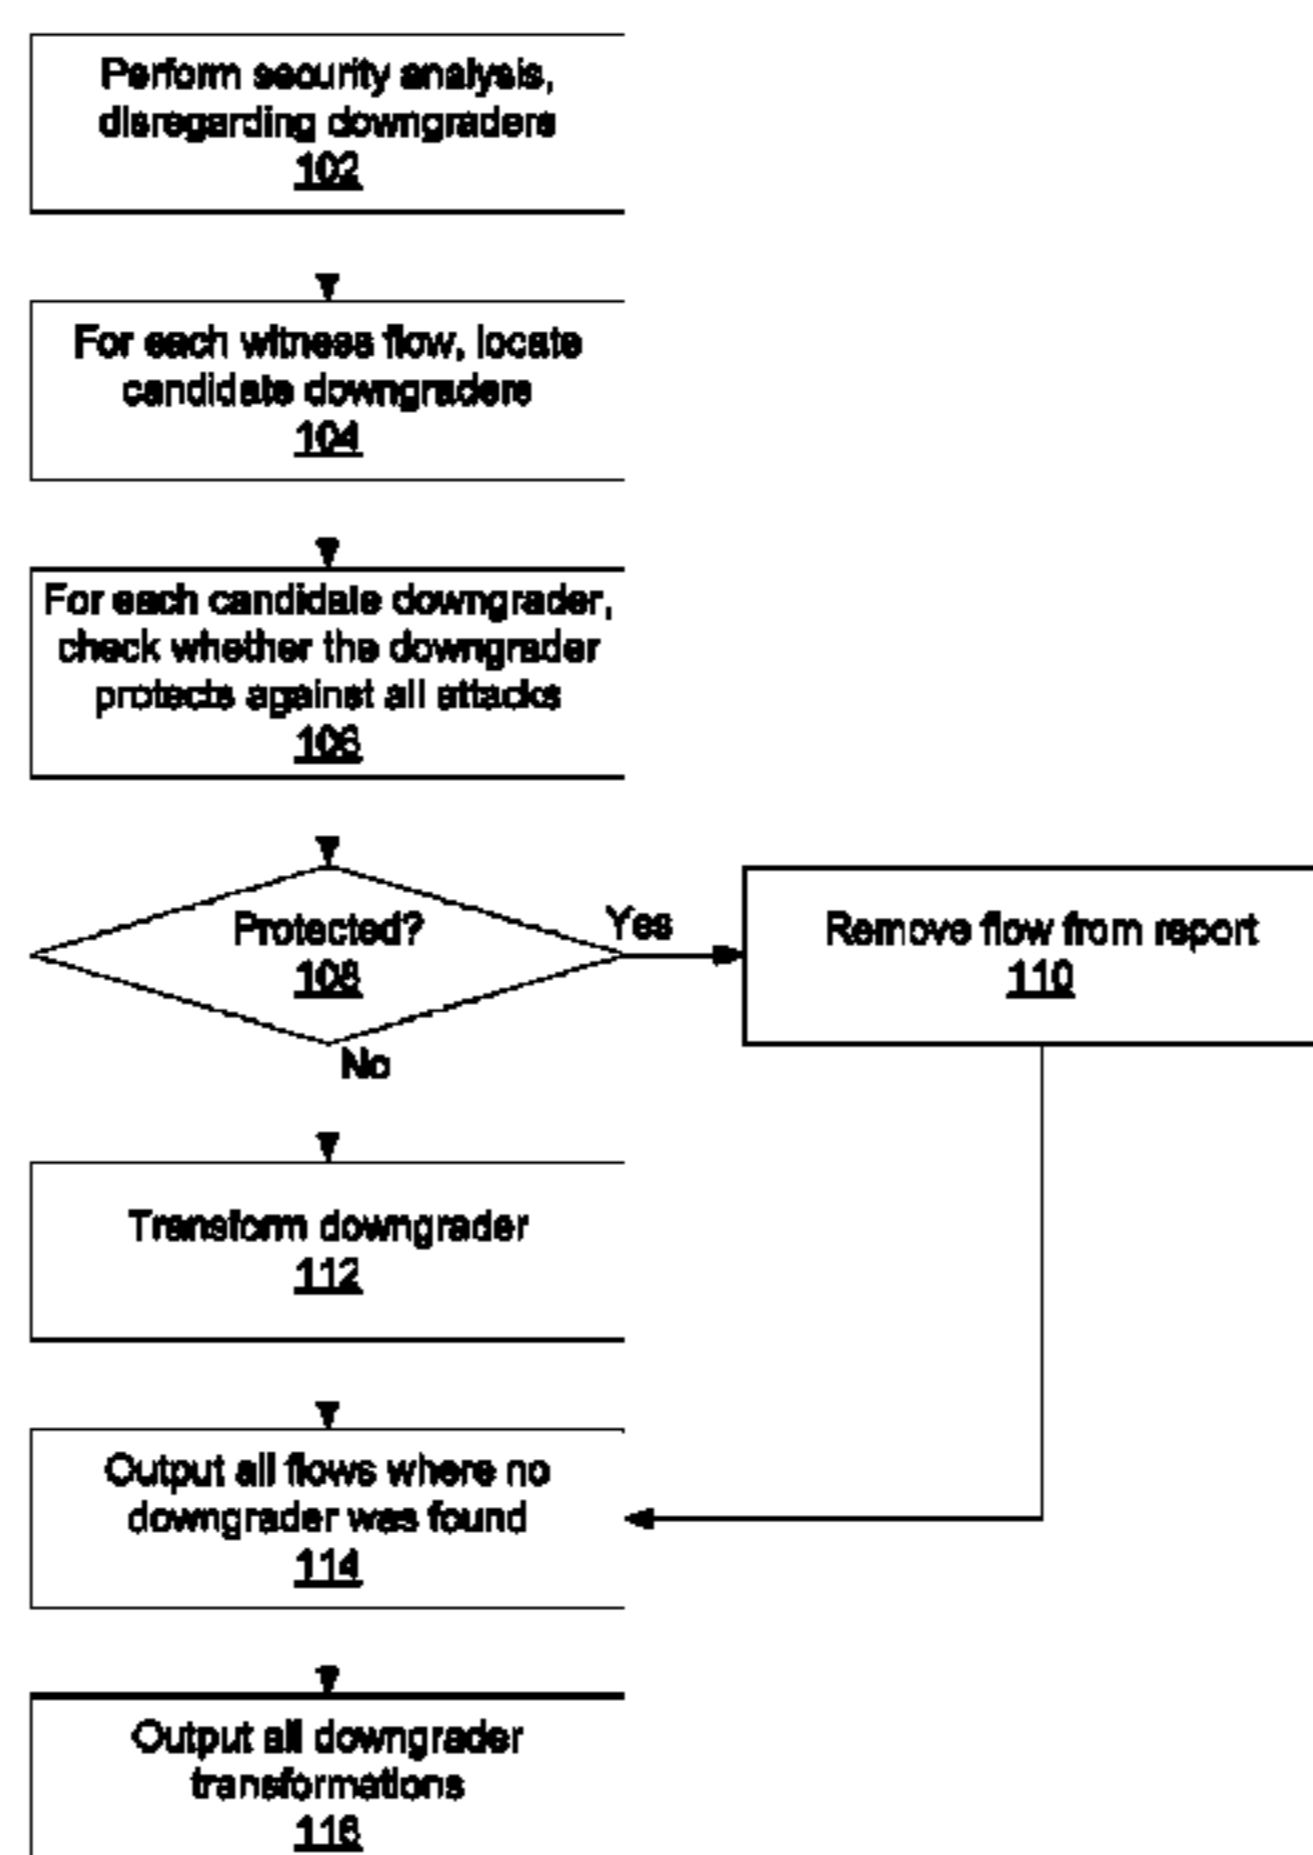 Perform security analysis,
disregarding downgraders
102
For each witness flow, locate
candidate downgraders
104
For each candidate downgrader,
check whether the downgrader
protects against all attacks
106
Protected?
108
Yes
Remove flow from report
110
No
Transform downgrader
112
Output all flows where no
downgrader was found
114
Output all downgrader
transformations
116